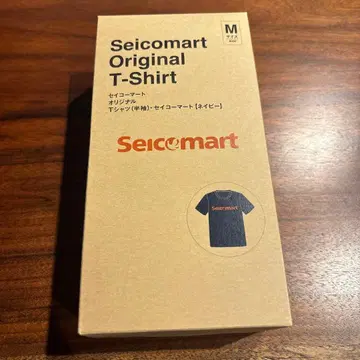 Seicomart
Original
T-Shirt
M
サイズ
セイコーマート
オリジナル
Tシャツ(半袖)・セイコーマート【ネイビー】
Seicomart
Seicomart